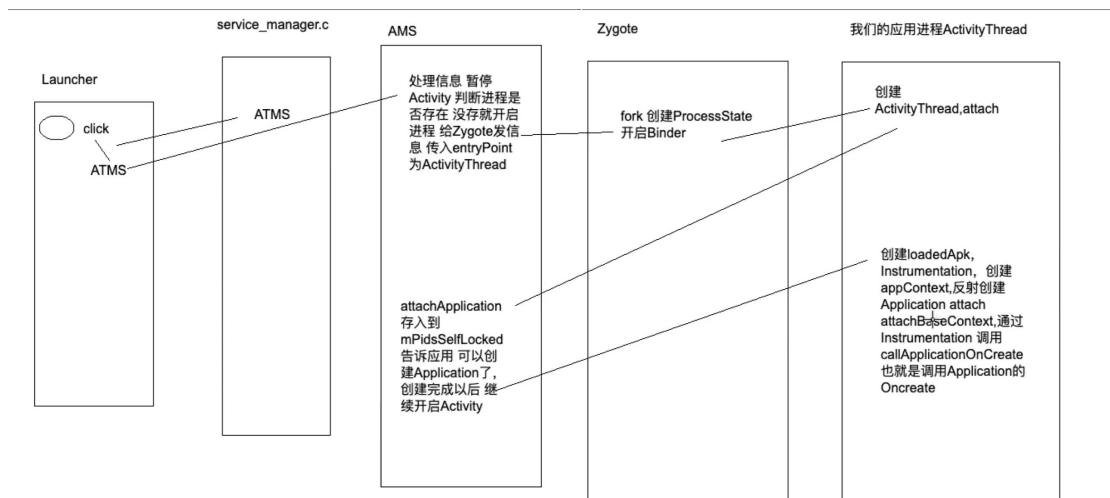 service_manager.c
AMS
Zygote
我们的应用进程ActivityThread
Launcher
click
ATMS
ATMS
处理信息 暂停
Activity 判断进程是
否存在 没存就开启
进程 给Zygote发信
息 传入entryPoint
为ActivityThread
fork 创建ProcessState
开启Binder
创建
ActivityThread,attach
attachApplication
存入到
mPidsSelfLocked
告诉应用 可以创
建Application了，
创建完成以后 继
续开启Activity
创建loadedApk，
Instrumentation，创建
appContext,反射创建
Application attach
attachBaseContext,通过
Instrumentation 调用
callApplicationOnCreate
也就是调用Application的
Oncreate